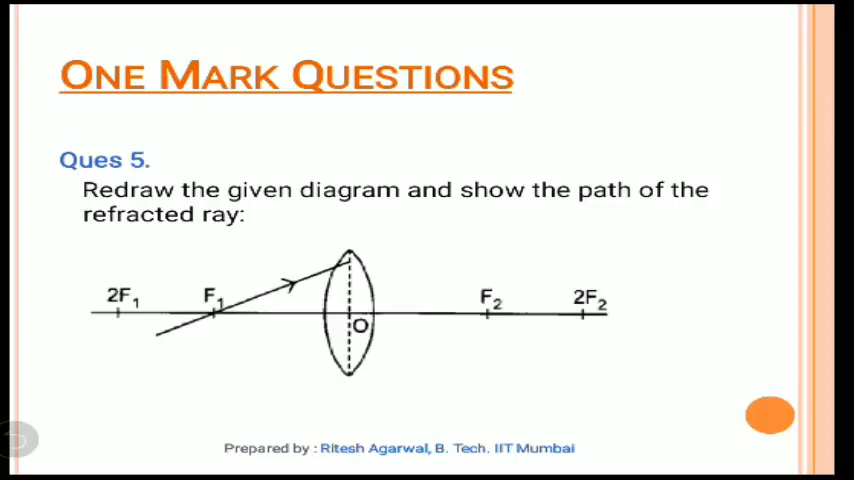 ONE MARK QUESTIONS
Ques 5.
Redraw the given diagram and show the path of the
refracted ray:
2F₁ F₁ F₂ 2F₂
O
Prepared by : Ritesh Agarwal, B. Tech. IIT Mumbai